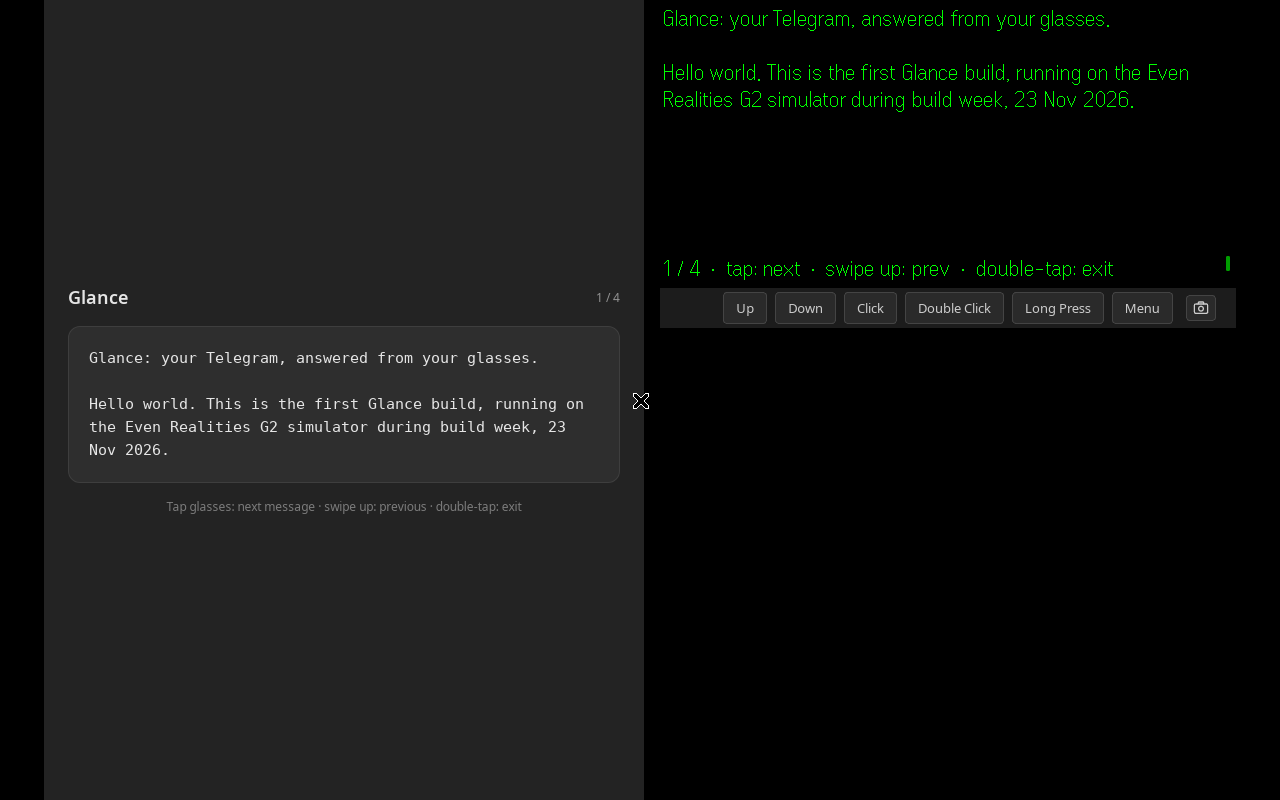 Glance: your Telegram, answered from your glasses.
Hello world. This is the first Glance build, running on the Even
Realities G2 simulator during build week, 23 Nov 2026.
1 / 4 · tap: next · swipe up: prev · double-tap: exit
Up Down Click Double Click Long Press Menu
Glance 1 / 4
Glance: your Telegram, answered from your glasses.
Hello world. This is the first Glance build, running on
the Even Realities G2 simulator during build week, 23
Nov 2026.
Tap glasses: next message · swipe up: previous · double-tap: exit